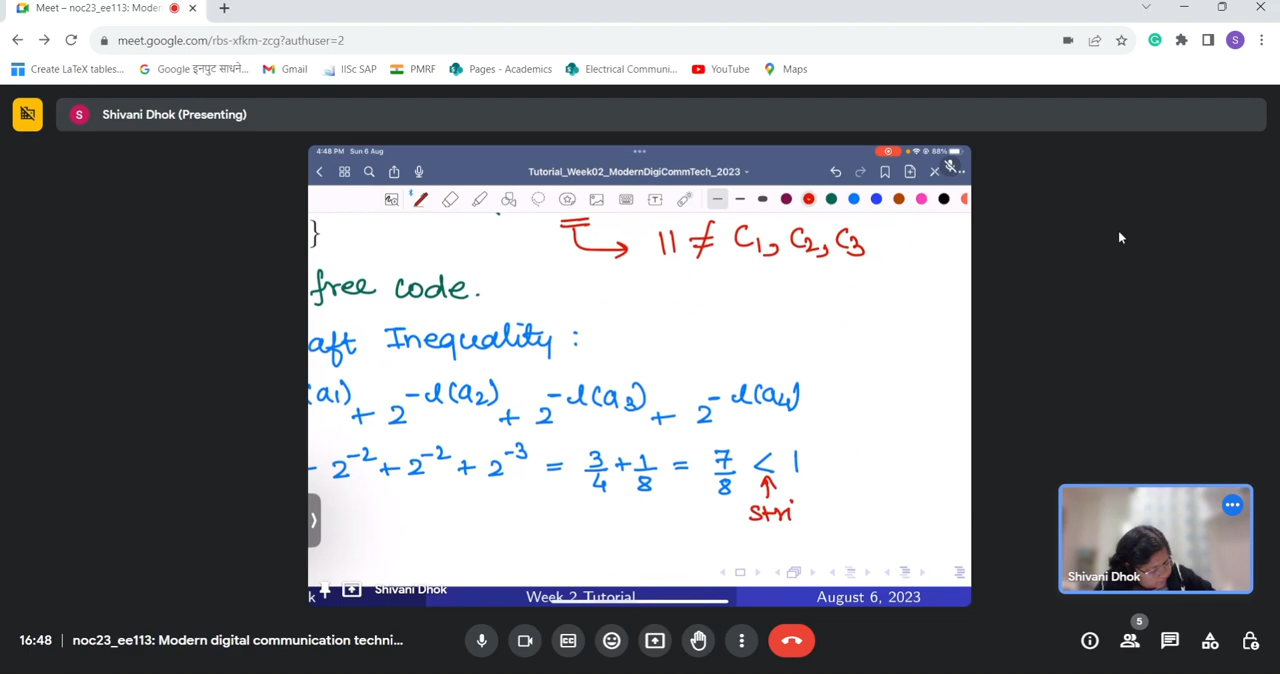 Meet – noc23_ee113: Moder
meet.google.com/rbs-xfkm-zcg?authuser=2
Create LaTeX tables... Google इनपुट साधने... Gmail IISc SAP PMRF Pages - Academics Electrical Communi... YouTube Maps
S Shivani Dhok (Presenting)
4:48 PM Sun 6 Aug 88%
Tutorial_Week02_ModernDigiCommTech_2023
} 11 ≠ C1, C2, C3
free code.
aft Inequality :
(a1) + 2^-l(a2) + 2^-l(a3) + 2^-l(a4)
- 2^-2 + 2^-2 + 2^-3 = 3/4 + 1/8 = 7/8 < 1
stri
Shivani Dhok
k Week 2 Tutorial August 6, 2023
Shivani Dhok
16:48 noc23_ee113: Modern digital communication techni...
5